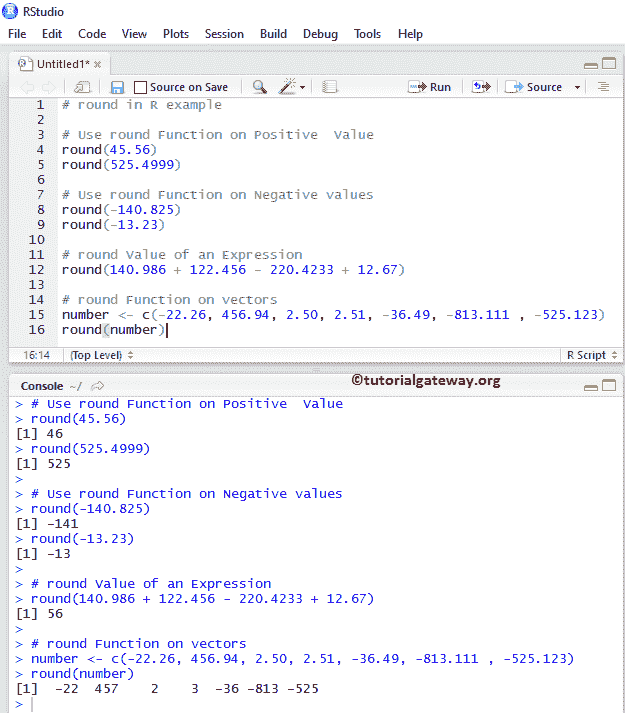 RStudio
File Edit Code View Plots Session Build Debug Tools Help
Untitled1*
Source on Save Run Source
1 # round in R example
2
3 # Use round Function on Positive  Value
4 round(45.56)
5 round(525.4999)
6
7 # Use round Function on Negative values
8 round(-140.825)
9 round(-13.23)
10
11 # round Value of an Expression
12 round(140.986 + 122.456 - 220.4233 + 12.67)
13
14 # round Function on vectors
15 number <- c(-22.26, 456.94, 2.50, 2.51, -36.49, -813.111 , -525.123)
16 round(number)
16:14 (Top Level) R Script
Console ~/ ©tutorialgateway.org
> # Use round Function on Positive  Value
> round(45.56)
[1] 46
> round(525.4999)
[1] 525
>
> # Use round Function on Negative values
> round(-140.825)
[1] -141
> round(-13.23)
[1] -13
>
> # round Value of an Expression
> round(140.986 + 122.456 - 220.4233 + 12.67)
[1] 56
>
> # round Function on vectors
> number <- c(-22.26, 456.94, 2.50, 2.51, -36.49, -813.111 , -525.123)
> round(number)
[1]  -22  457    2    3  -36 -813 -525
>